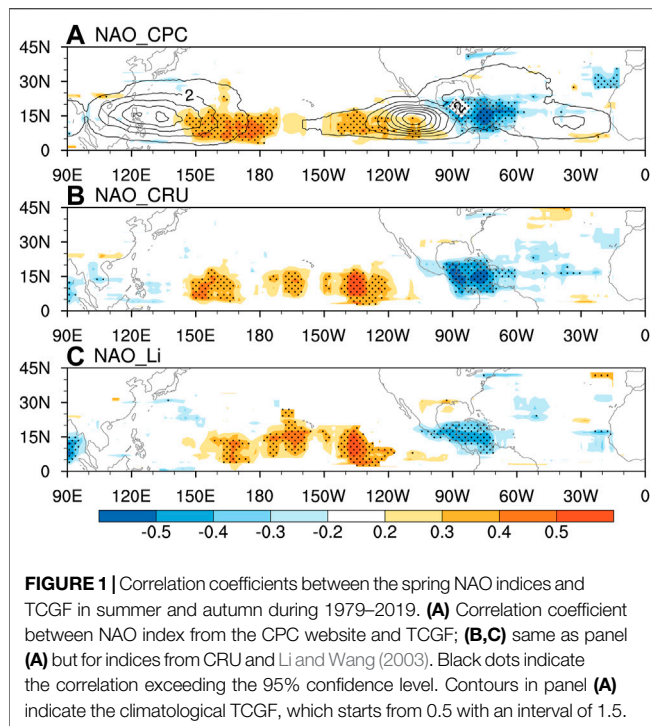 A NAO_CPC
45N
30N
15N
0
2
2
90E 120E 150E 180 150W 120W 90W 60W 30W 0
B NAO_CRU
45N
30N
15N
0
90E 120E 150E 180 150W 120W 90W 60W 30W 0
C NAO_Li
45N
30N
15N
0
90E 120E 150E 180 150W 120W 90W 60W 30W 0
-0.5 -0.4 -0.3 -0.2 0.2 0.3 0.4 0.5
FIGURE 1 | Correlation coefficients between the spring NAO indices and
TCGF in summer and autumn during 1979–2019. (A) Correlation coefficient
between NAO index from the CPC website and TCGF; (B,C) same as panel
(A) but for indices from CRU and Li and Wang (2003). Black dots indicate
the correlation exceeding the 95% confidence level. Contours in panel (A)
indicate the climatological TCGF, which starts from 0.5 with an interval of 1.5.